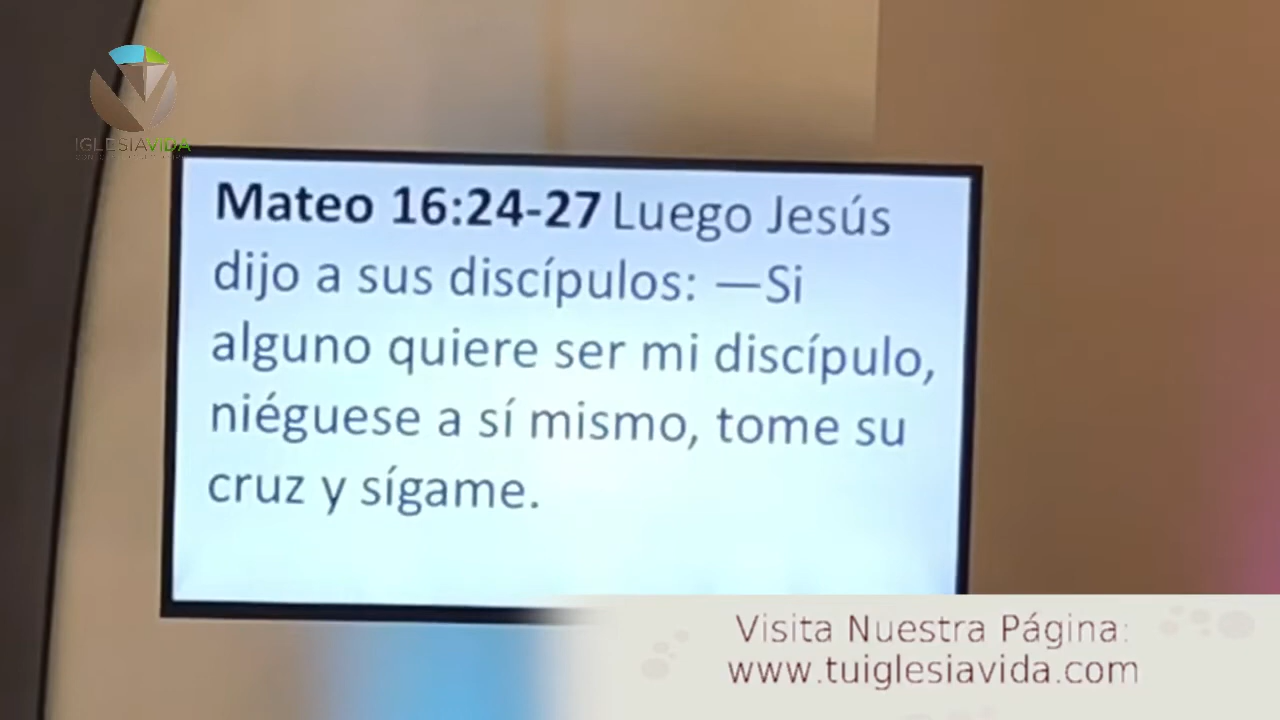 IGLESIAVIDA
Mateo 16:24-27 Luego Jesús
dijo a sus discípulos: —Si
alguno quiere ser mi discípulo,
niéguese a sí mismo, tome su
cruz y sígame.
Visita Nuestra Página:
www.tuiglesiavida.com